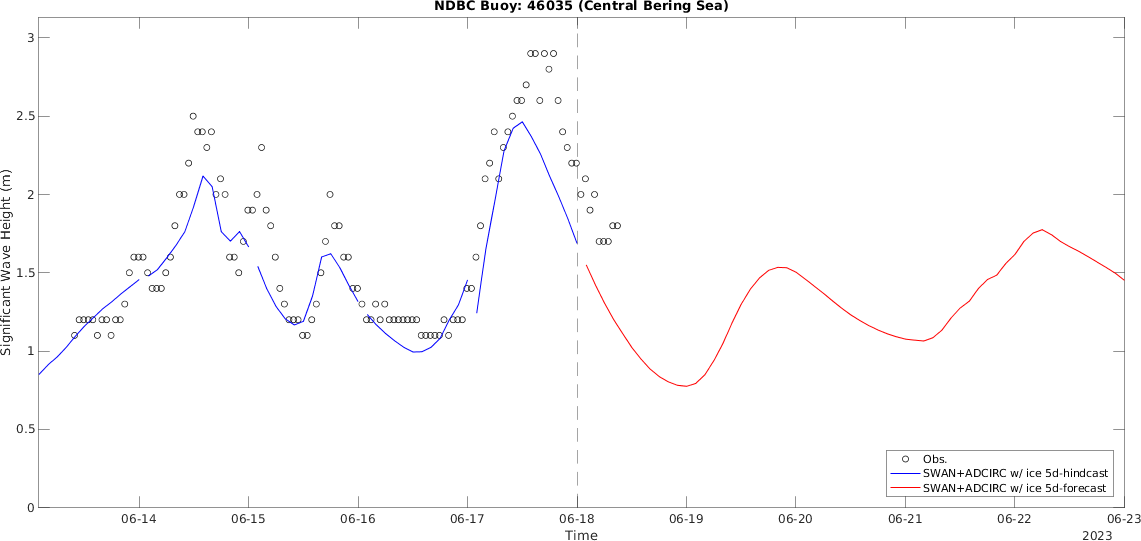 NDBC Buoy: 46035 (Central Bering Sea)
Significant Wave Height (m)
3
2.5
2
1.5
1
0.5
0
Obs.
SWAN+ADCIRC w/ ice 5d-hindcast
SWAN+ADCIRC w/ ice 5d-forecast
06-14 06-15 06-16 06-17 06-18 06-19 06-20 06-21 06-22 06-23
Time
2023